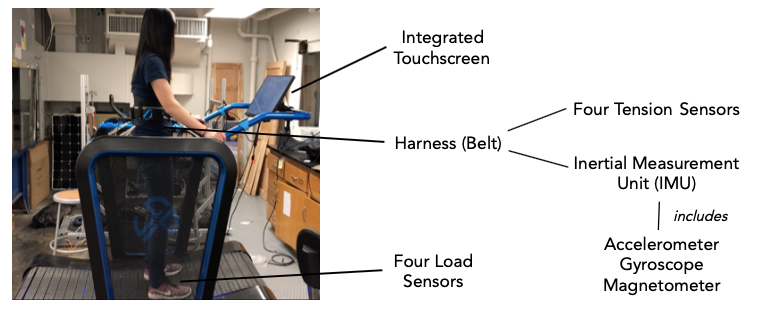 Integrated
Touchscreen
Four Tension Sensors
Harness (Belt)
Inertial Measurement
Unit (IMU)
includes
Accelerometer
Gyroscope
Magnetometer
Four Load
Sensors